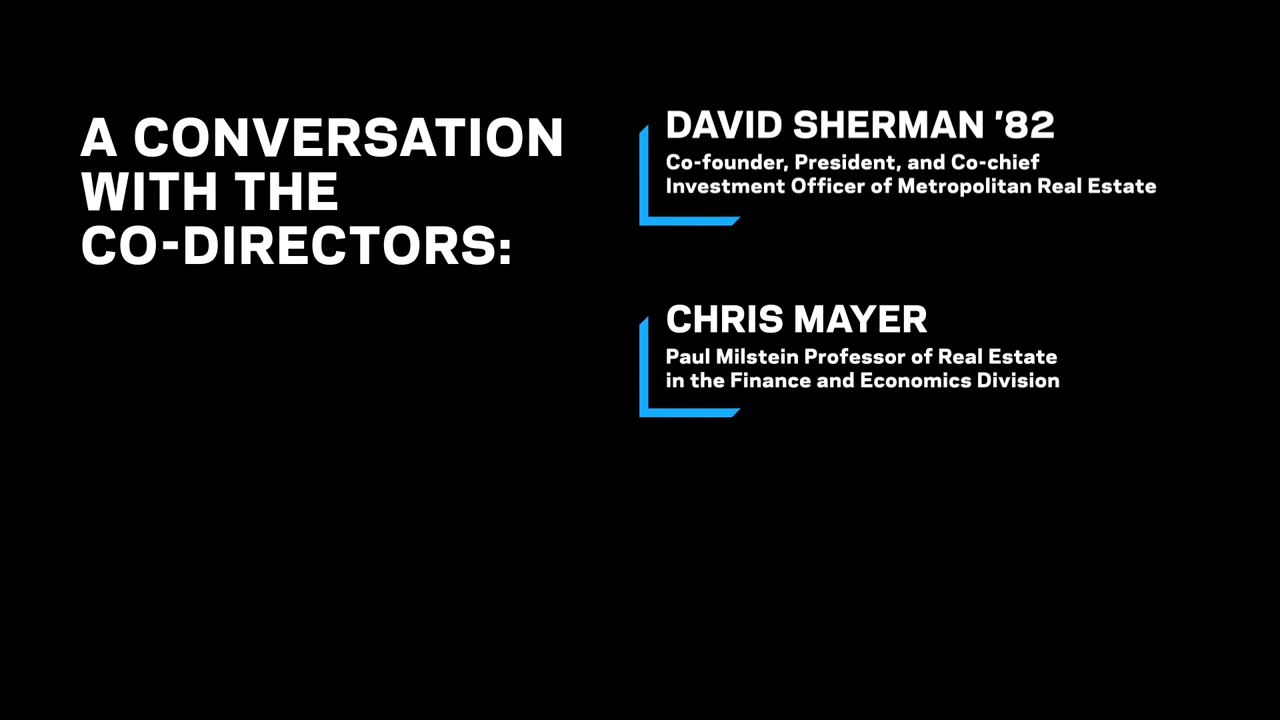 A CONVERSATION
WITH THE
CO-DIRECTORS:
DAVID SHERMAN ’82
Co-founder, President, and Co-chief
Investment Officer of Metropolitan Real Estate
CHRIS MAYER
Paul Milstein Professor of Real Estate
in the Finance and Economics Division